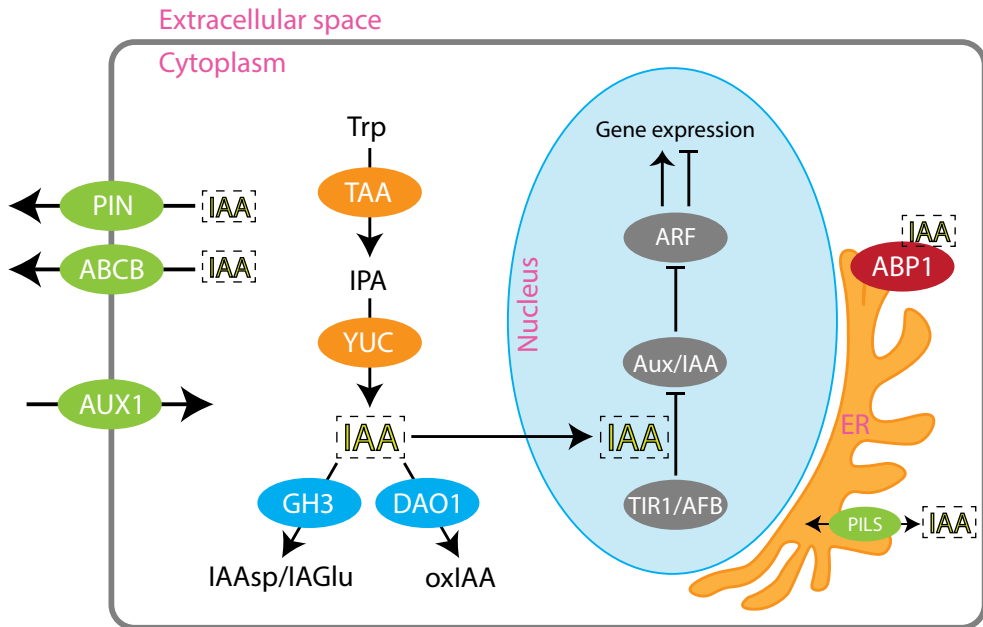 Extracellular space
Cytoplasm
Trp
TAA
IPA
YUC
IAA
GH3
DAO1
IAAsp/IAGlu
oxIAA
PIN
IAA
ABCB
IAA
AUX1
Nucleus
Gene expression
ARF
Aux/IAA
IAA
TIR1/AFB
IAA
ABP1
ER
PILS
IAA